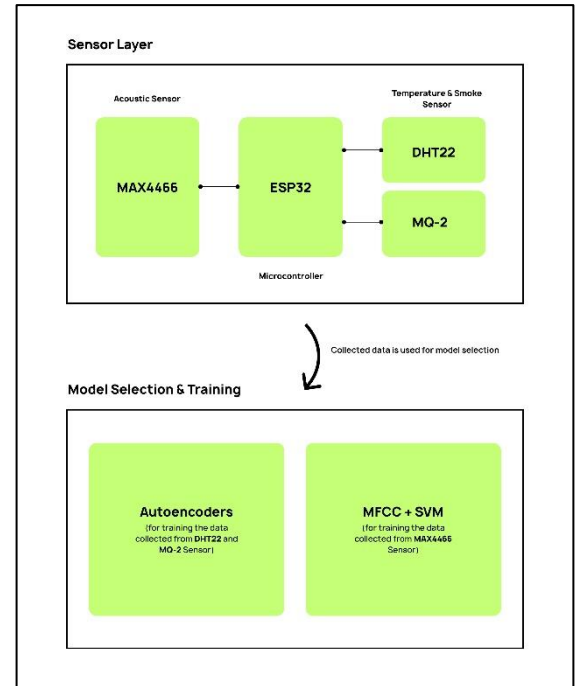 Sensor Layer
Acoustic Sensor
Temperature & Smoke
Sensor
MAX4466
ESP32
DHT22
MQ-2
Microcontroller
Collected data is used for model selection
Model Selection & Training
Autoencoders
(for training the data
collected from DHT22 and
MQ-2 Sensor)
MFCC + SVM
(for training the data
collected from MAX4466
Sensor)